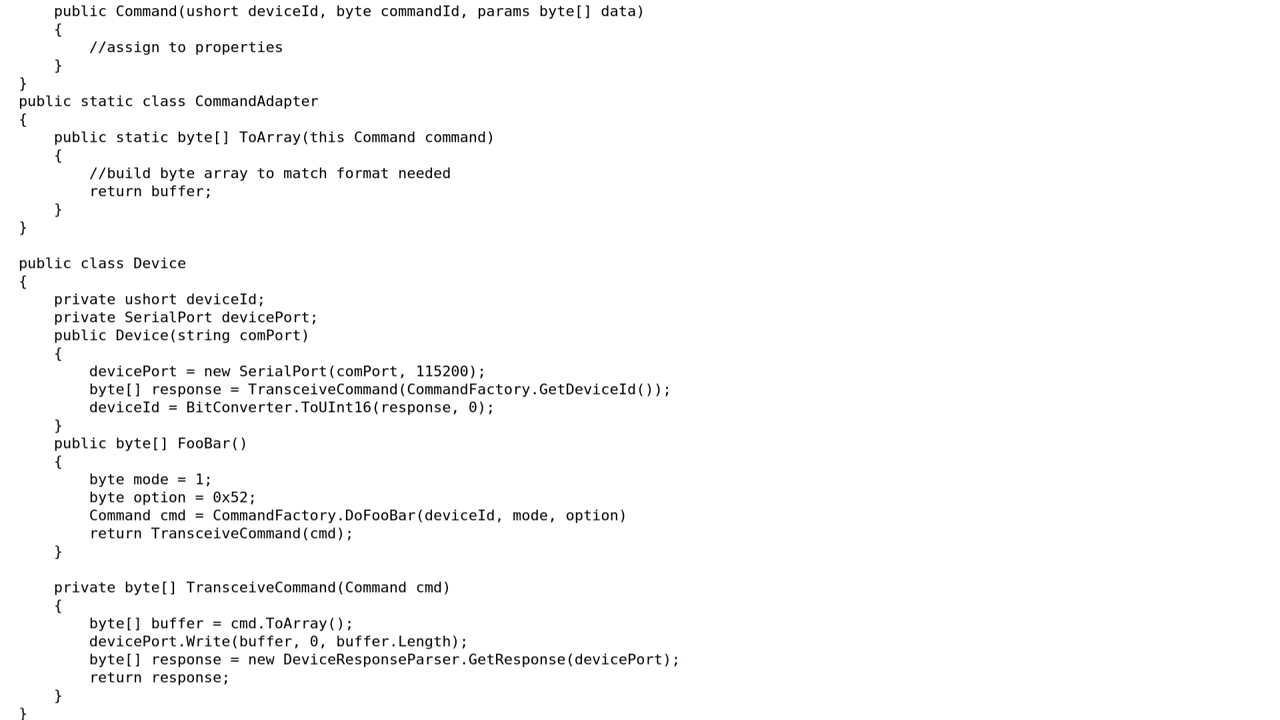 public Command(ushort deviceId, byte commandId, params byte[] data)
    {
        //assign to properties
    }
}
public static class CommandAdapter
{
    public static byte[] ToArray(this Command command)
    {
        //build byte array to match format needed
        return buffer;
    }
}

public class Device
{
    private ushort deviceId;
    private SerialPort devicePort;
    public Device(string comPort)
    {
        devicePort = new SerialPort(comPort, 115200);
        byte[] response = TransceiveCommand(CommandFactory.GetDeviceId());
        deviceId = BitConverter.ToUInt16(response, 0);
    }
    public byte[] FooBar()
    {
        byte mode = 1;
        byte option = 0x52;
        Command cmd = CommandFactory.DoFooBar(deviceId, mode, option)
        return TransceiveCommand(cmd);
    }

    private byte[] TransceiveCommand(Command cmd)
    {
        byte[] buffer = cmd.ToArray();
        devicePort.Write(buffer, 0, buffer.Length);
        byte[] response = new DeviceResponseParser.GetResponse(devicePort);
        return response;
    }
}